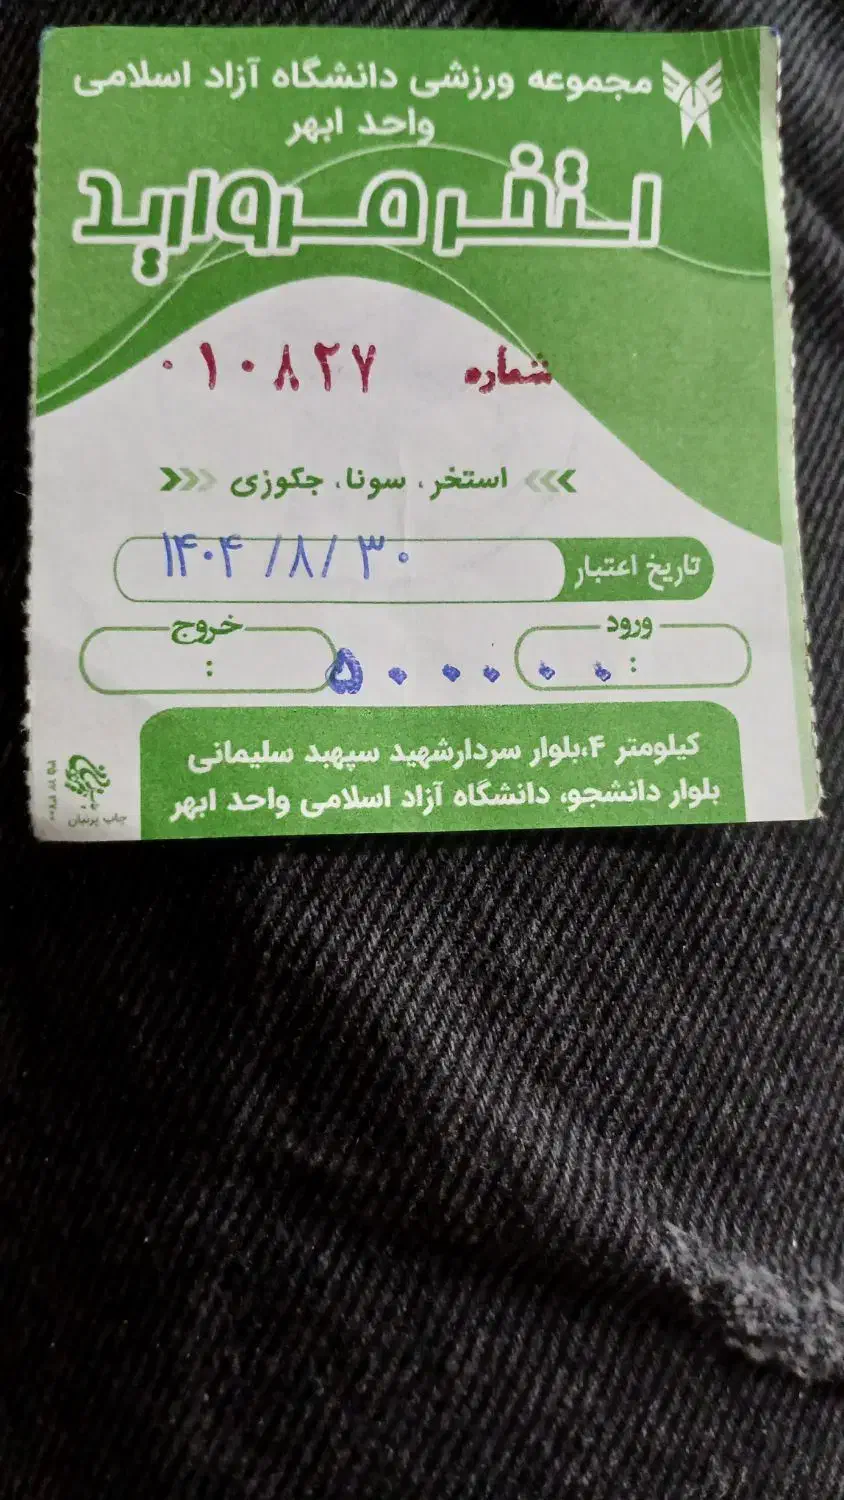 مجموعه ورزشی دانشگاه آزاد اسلامی
واحد ابهر
استخر مروارید
شماره ۰۱۰۸۲۷
استخر، سونا، جکوزی
تاریخ اعتبار ۱۴۰۴/۸/۳۰
ورود : خروج :
۵۰۰۰۰۰
کیلومتر ۴،بلوار سردارشهید سپهبد سلیمانی
بلوار دانشجو، دانشگاه آزاد اسلامی واحد ابهر
چاپ پرنیان